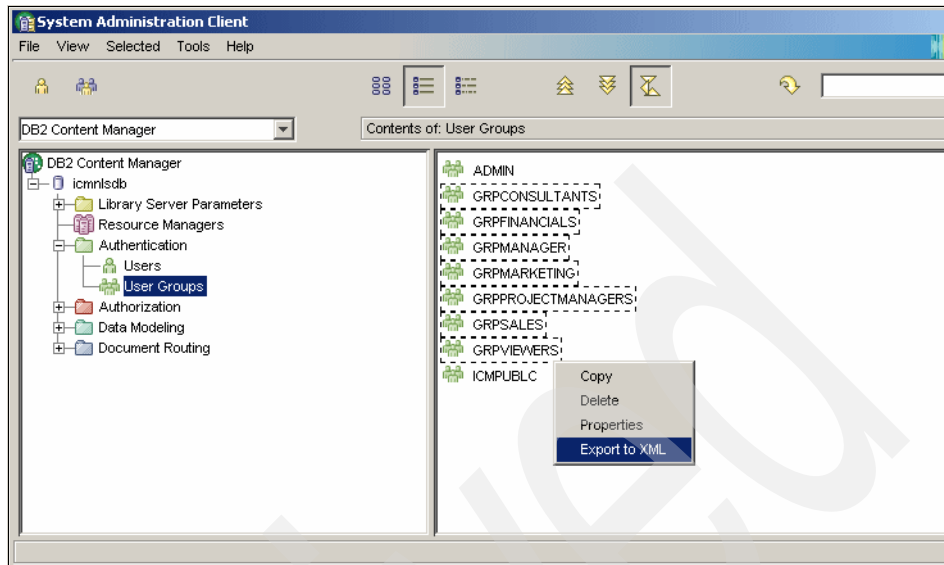 System Administration Client
File View Selected Tools Help
DB2 Content Manager
Contents of: User Groups
DB2 Content Manager
icmnlsdb
Library Server Parameters
Resource Managers
Authentication
Users
User Groups
Authorization
Data Modeling
Document Routing
ADMIN
GRPCONSULTANTS
GRPFINANCIALS
GRPMANAGER
GRPMARKETING
GRPPROJECTMANAGERS
GRPSALES
GRPVIEWERS
ICMPUBLC
Copy
Delete
Properties
Export to XML